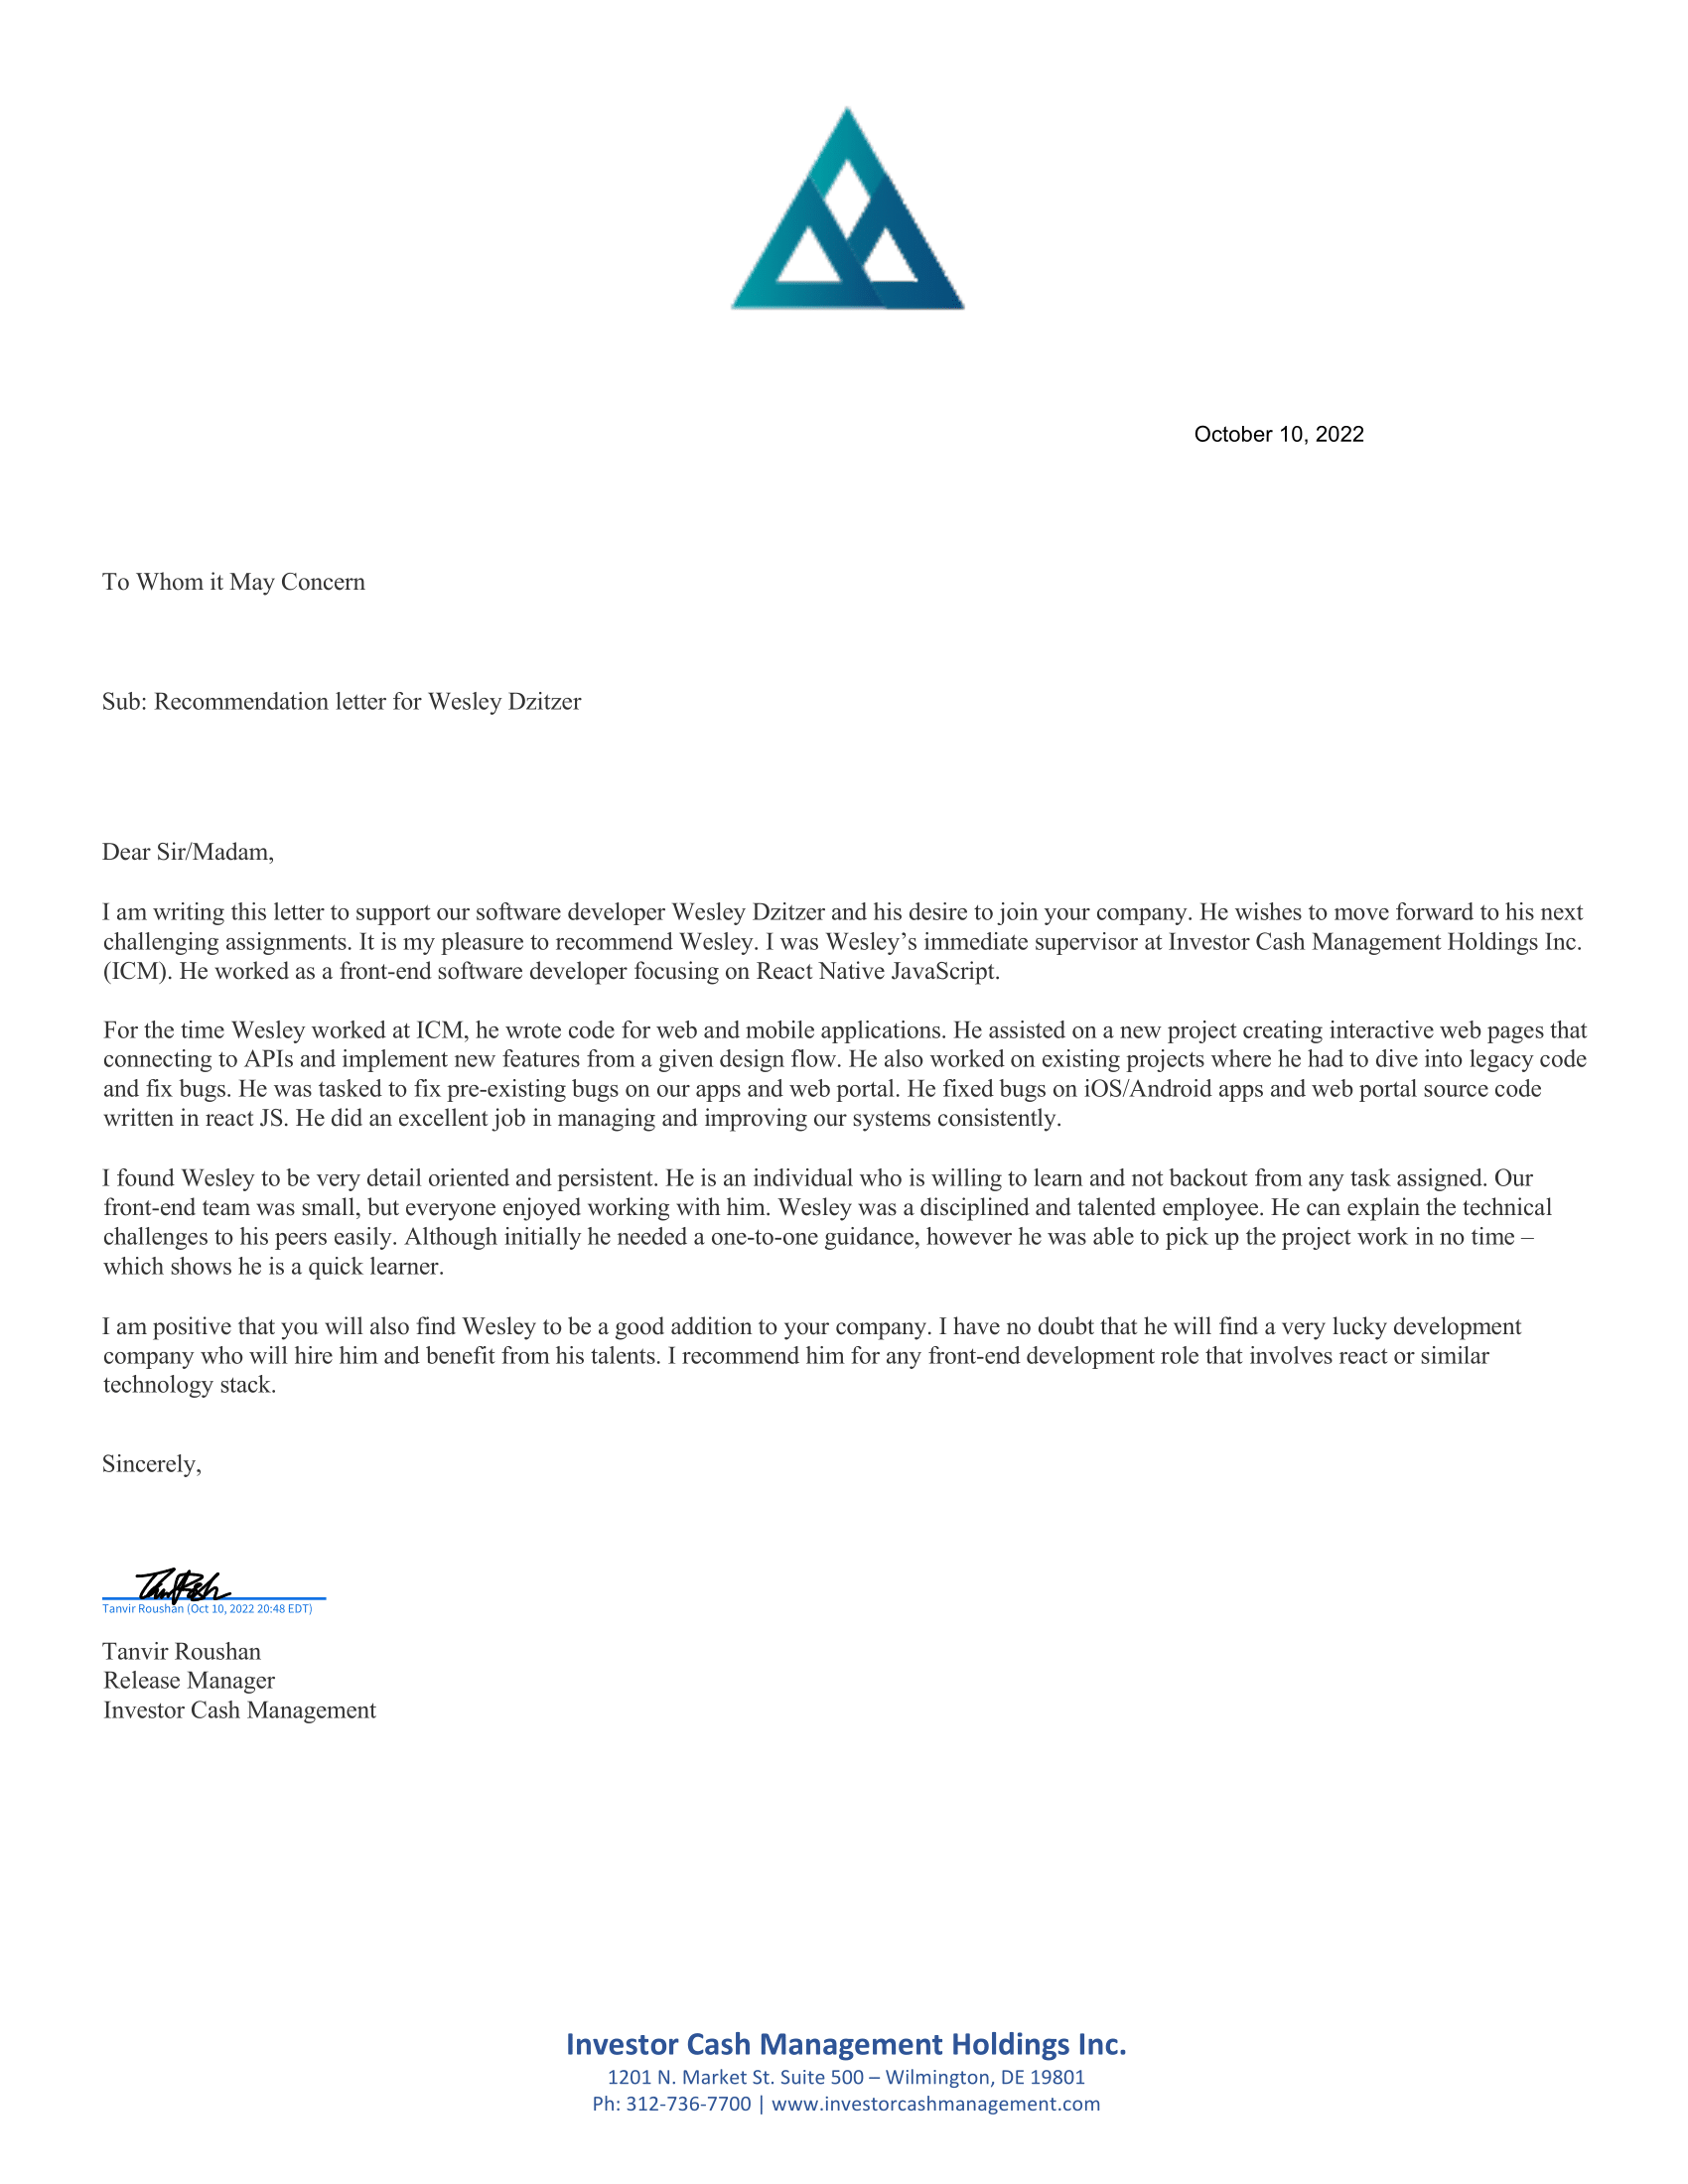 October 10, 2022
To Whom it May Concern
Sub: Recommendation letter for Wesley Dzitzer
Dear Sir/Madam,
I am writing this letter to support our software developer Wesley Dzitzer and his desire to join your company. He wishes to move forward to his next
challenging assignments. It is my pleasure to recommend Wesley. I was Wesley’s immediate supervisor at Investor Cash Management Holdings Inc.
(ICM). He worked as a front-end software developer focusing on React Native JavaScript.
For the time Wesley worked at ICM, he wrote code for web and mobile applications. He assisted on a new project creating interactive web pages that
connecting to APIs and implement new features from a given design flow. He also worked on existing projects where he had to dive into legacy code
and fix bugs. He was tasked to fix pre-existing bugs on our apps and web portal. He fixed bugs on iOS/Android apps and web portal source code
written in react JS. He did an excellent job in managing and improving our systems consistently.
I found Wesley to be very detail oriented and persistent. He is an individual who is willing to learn and not backout from any task assigned. Our
front-end team was small, but everyone enjoyed working with him. Wesley was a disciplined and talented employee. He can explain the technical
challenges to his peers easily. Although initially he needed a one-to-one guidance, however he was able to pick up the project work in no time –
which shows he is a quick learner.
I am positive that you will also find Wesley to be a good addition to your company. I have no doubt that he will find a very lucky development
company who will hire him and benefit from his talents. I recommend him for any front-end development role that involves react or similar
technology stack.
Sincerely,
Tanvir Roushan (Oct 10, 2022 20:48 EDT)
Tanvir Roushan
Release Manager
Investor Cash Management
Investor Cash Management Holdings Inc.
1201 N. Market St. Suite 500 – Wilmington, DE 19801
Ph: 312-736-7700 | www.investorcashmanagement.com